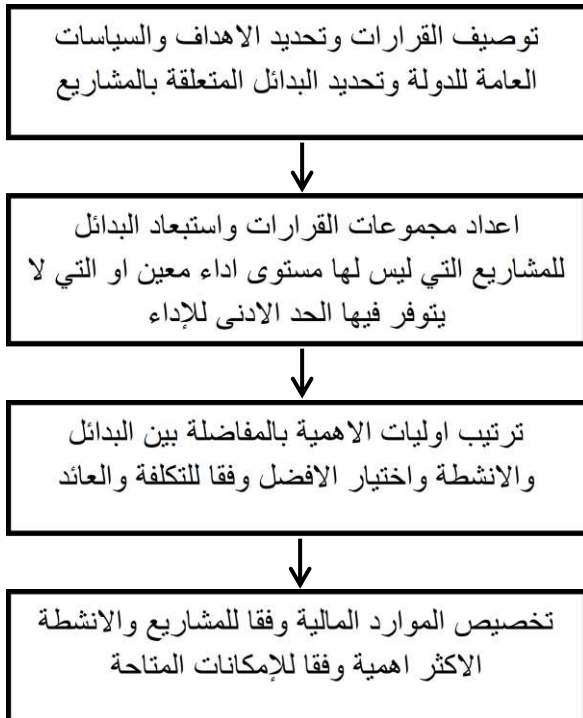 توصيف القرارات وتحديد الاهداف والسياسات
العامة للدولة وتحديد البدائل المتعلقة بالمشاريع
اعداد مجموعات القرارات واستبعاد البدائل
للمشاريع التي ليس لها مستوى اداء معين او التي لا
يتوفر فيها الحد الادنى للإداء
ترتيب اوليات الاهمية بالمفاضلة بين البدائل
والانشطة واختيار الافضل وفقا للتكلفة والعائد
تخصيص الموارد المالية وفقا للمشاريع والانشطة
الاكثر اهمية وفقا للإمكانات المتاحة